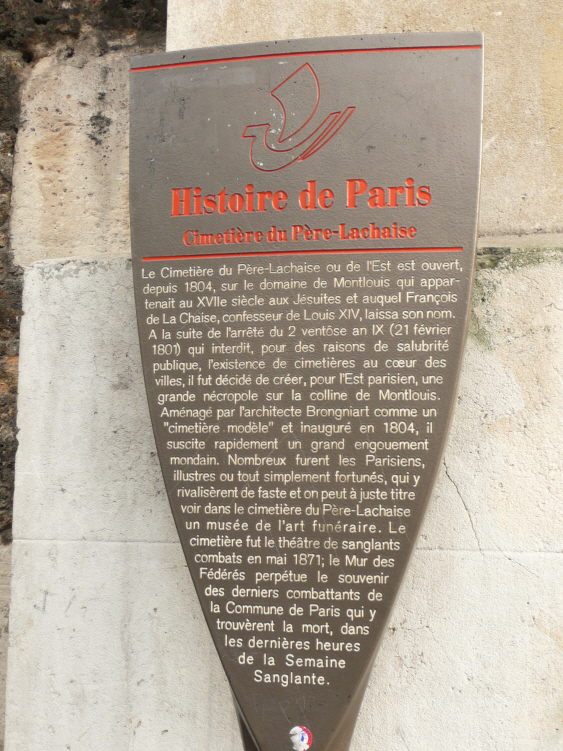 Histoire de Paris
Cimetière du Père-Lachaise
Le Cimetière du Père-Lachaise ou de l'Est est ouvert,
depuis 1804, sur le domaine de Montlouis qui appar-
tenait au XVIIe siècle aux Jésuites et auquel François
de La Chaise, confesseur de Louis XIV, laissa son nom.
A la suite de l'arrêté du 2 ventôse an IX (21 février
1801) qui interdit, pour des raisons de salubrité
publique, l'existence de cimetières au cœur des
villes, il fut décidé de créer, pour l'Est parisien, une
grande nécropole sur la colline de Montlouis.
Aménagé par l'architecte Brongniart comme un
"cimetière modèle" et inauguré en 1804, il
suscite rapidement un grand engouement
mondain. Nombreux furent les Parisiens,
illustres ou tout simplement fortunés, qui y
rivalisèrent de faste et on peut à juste titre
voir dans le cimetière du Père-Lachaise
un musée de l'art funéraire. Le
cimetière fut le théâtre de sanglants
combats en mai 1871; le Mur des
Fédérés perpétue le souvenir
des derniers combattants de
la Commune de Paris qui y
trouvèrent la mort, dans
les dernières heures
de la Semaine
Sanglante.